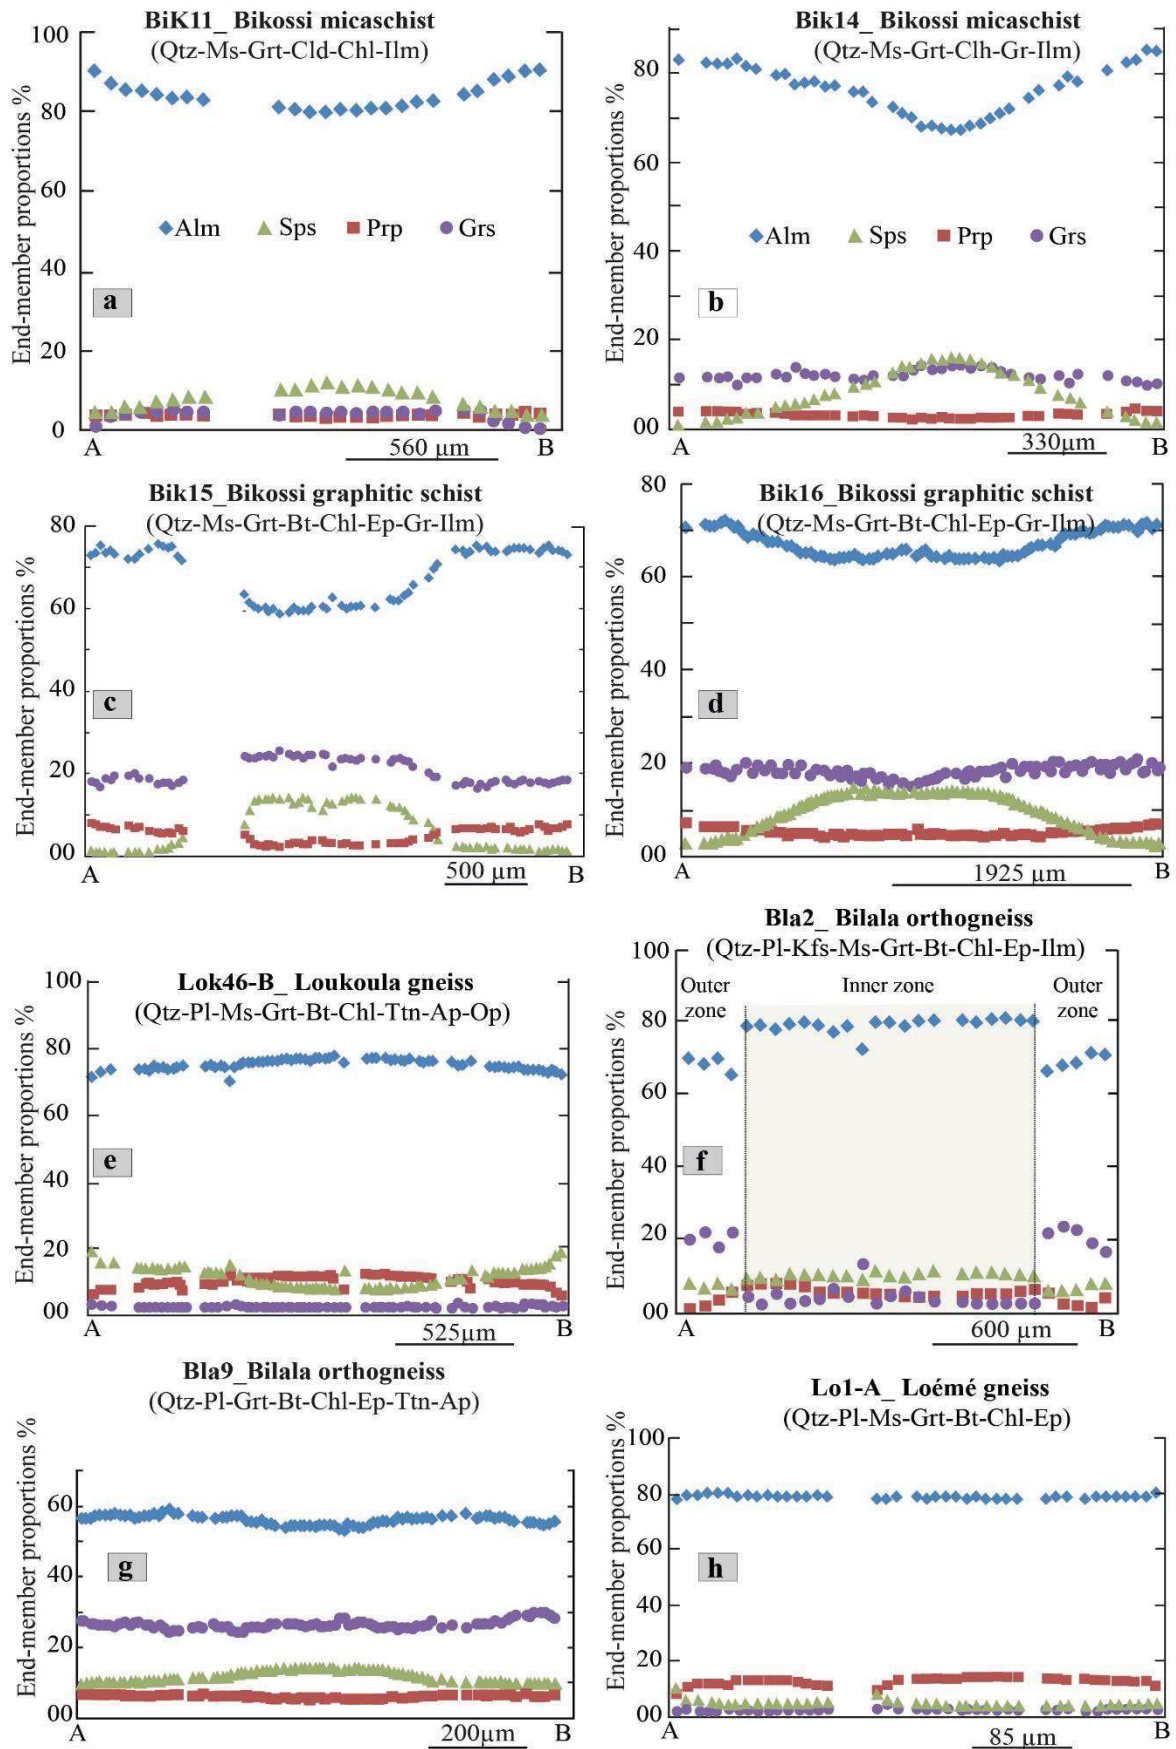 BiK11_ Bikossi micaschist
(Qtz-Ms-Grt-Cld-Chl-Ilm)
End-member proportions %
100
80
60
40
20
0
Alm Sps Prp Grs
a
A B
560 µm
Bik14_ Bikossi micaschist
(Qtz-Ms-Grt-Clh-Gr-Ilm)
End-member proportions %
80
60
40
20
00
Alm Sps Prp Grs
b
A B
330µm
Bik15_Bikossi graphitic schist
(Qtz-Ms-Grt-Bt-Chl-Ep-Gr-Ilm)
End-member proportions %
80
60
40
20
00
c
A B
500 µm
Bik16_Bikossi graphitic schist
(Qtz-Ms-Grt-Bt-Chl-Ep-Gr-Ilm)
End-member proportions %
80
60
40
20
00
d
A B
1925 µm
Lok46-B_ Loukoula gneiss
(Qtz-Pl-Ms-Grt-Bt-Chl-Ttn-Ap-Op)
End-member proportions %
100
80
60
40
20
00
e
A B
525µm
Bla2_ Bilala orthogneiss
(Qtz-Pl-Kfs-Ms-Grt-Bt-Chl-Ep-Ilm)
End-member proportions %
100
80
60
40
20
00
Outer zone
Inner zone
Outer zone
f
A B
600 µm
Bla9_Bilala orthogneiss
(Qtz-Pl-Grt-Bt-Chl-Ep-Ttn-Ap)
End-member proportions %
60
40
20
00
g
A B
200µm
Lo1-A_ Loémé gneiss
(Qtz-Pl-Ms-Grt-Bt-Chl-Ep)
End-member proportions %
100
80
60
40
20
0
h
A B
85 µm